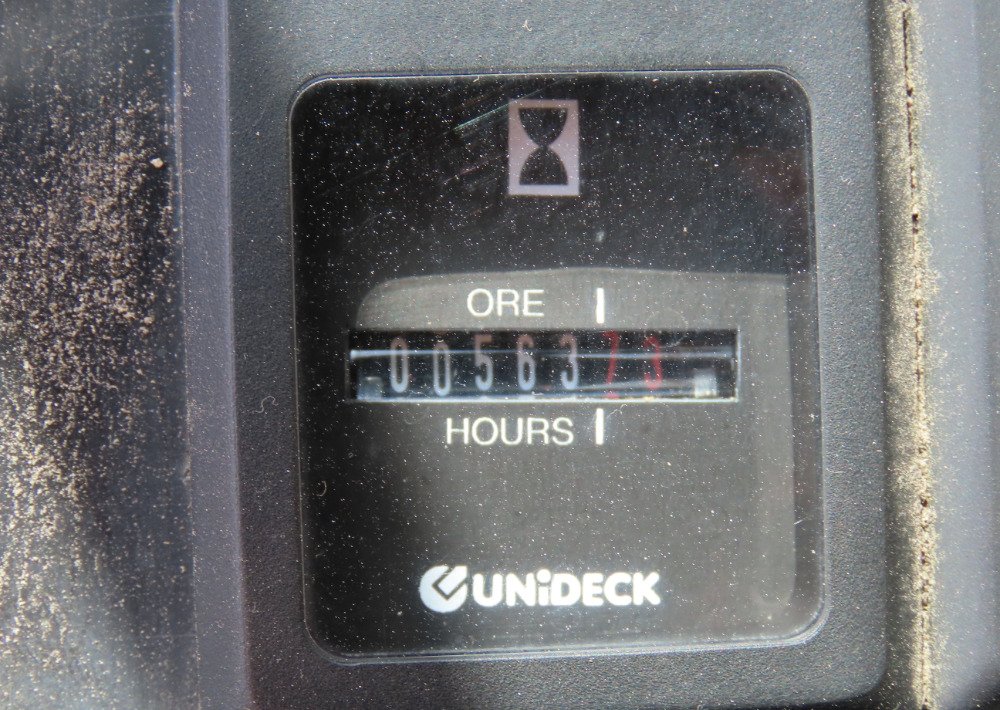 ORE
0056373
HOURS
UNiDECK